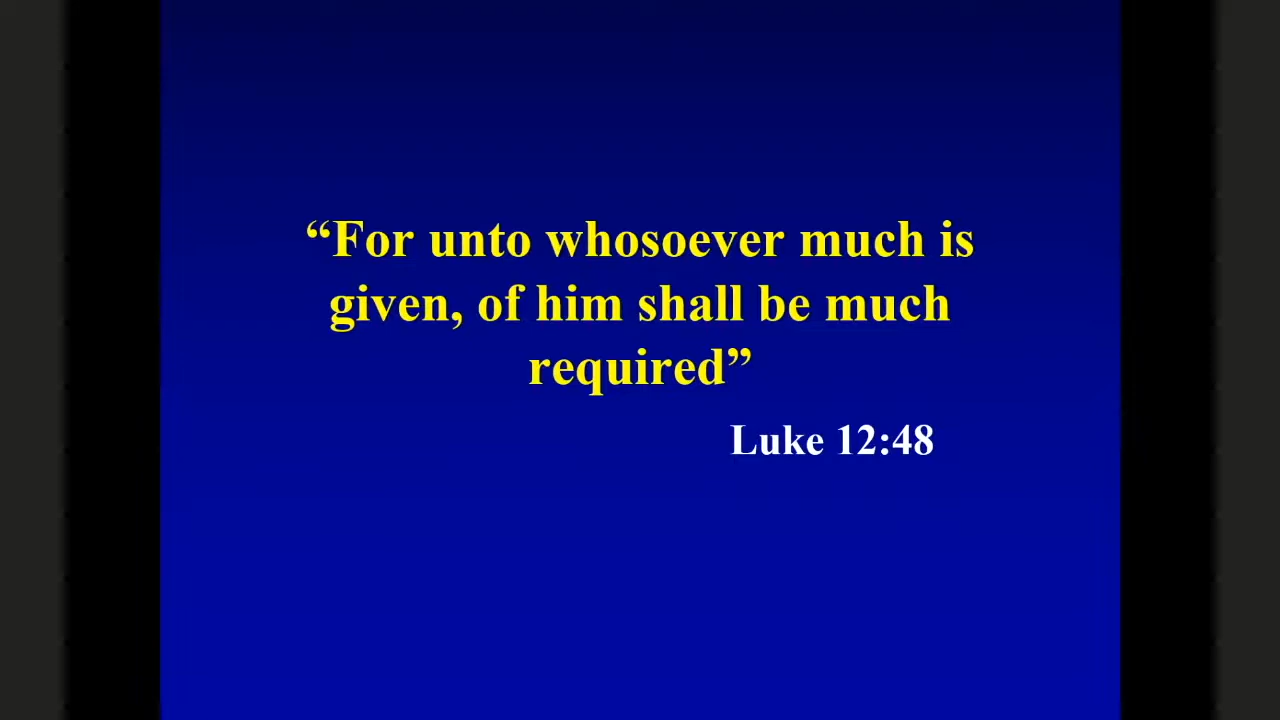 “For unto whosoever much is
given, of him shall be much
required”
Luke 12:48